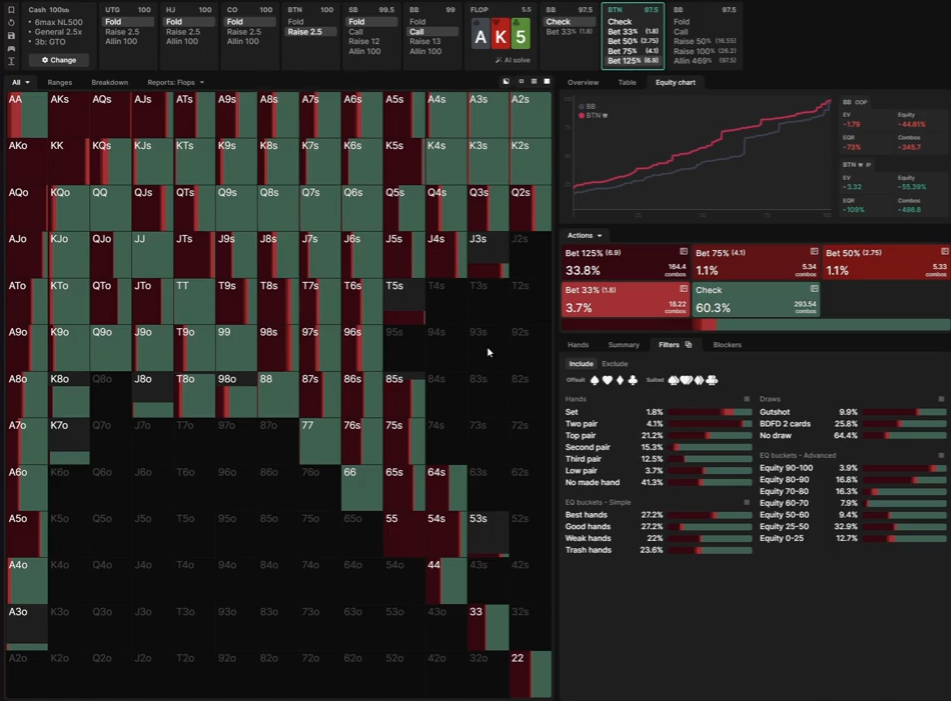 Cash 100bb
• 6max NL500
• General 2.5x
• 3b: GTO
Change
UTG 100
Fold
Raise 2.5
Allin 100
HJ 100
Fold
Raise 2.5
Allin 100
CO 100
Fold
Raise 2.5
Allin 100
BTN 100
Fold
Raise 2.5
SB 99.5
Fold
Call
Raise 12
Allin 100
BB 99
Fold
Call
Raise 13
Allin 100
FLOP 5.5
A K 5
AI solve
BB 97.5
Check
Bet 33% (1.8)
BTN 97.5
Check
Bet 33% (1.8)
Bet 50% (2.75)
Bet 75% (4.1)
Bet 125% (6.9)
BB 97.5
Fold
Call
Raise 50% (16.55)
Raise 100% (26.2)
Allin 469% (97.5)
All Ranges Breakdown Reports: Flops
Overview Table Equity chart
AA AKs AQs AJs ATs A9s A8s A7s A6s A5s A4s A3s A2s
AKo KK KQs KJs KTs K9s K8s K7s K6s K5s K4s K3s K2s
AQo KQo QQ QJs QTs Q9s Q8s Q7s Q6s Q5s Q4s Q3s Q2s
AJo KJo QJo JJ JTs J9s J8s J7s J6s J5s J4s J3s J2s
ATo KTo QTo JTo TT T9s T8s T7s T6s T5s T4s T3s T2s
A9o K9o Q9o J9o T9o 99 98s 97s 96s 95s 94s 93s 92s
A8o K8o Q8o J8o T8o 98o 88 87s 86s 85s 84s 83s 82s
A7o K7o Q7o J7o T7o 97o 87o 77 76s 75s 74s 73s 72s
A6o K6o Q6o J6o T6o 96o 86o 76o 66 65s 64s 63s 62s
A5o K5o Q5o J5o T5o 95o 85o 75o 65o 55 54s 53s 52s
A4o K4o Q4o J4o T4o 94o 84o 74o 64o 54o 44 43s 42s
A3o K3o Q3o J3o T3o 93o 83o 73o 63o 53o 43o 33 32s
A2o K2o Q2o J2o T2o 92o 82o 72o 62o 52o 42o 32o 22
BB
BTN
BB OOP
EV Equity
-1.79 -44.61%
EQR Combos
-73% -345.7
BTN IP
EV Equity
-3.32 -55.39%
EQR Combos
-109% -486.8
Actions
Bet 125% (6.9)
33.8% 164.4 combos
Bet 75% (4.1)
1.1% 5.34 combos
Bet 50% (2.75)
1.1% 5.33 combos
Bet 33% (1.8)
3.7% 18.22 combos
Check
60.3% 293.54 combos
Hands Summary Filters Blockers
Include Exclude
Offsuit Suited
Hands
Set 1.8%
Two pair 4.1%
Top pair 21.2%
Second pair 15.3%
Third pair 12.5%
Low pair 3.7%
No made hand 41.3%
Draws
Gutshot 9.9%
BDFD 2 cards 25.8%
No draw 64.4%
EQ buckets - Simple
Best hands 27.2%
Good hands 27.2%
Weak hands 22%
Trash hands 23.6%
EQ buckets - Advanced
Equity 90-100 3.9%
Equity 80-90 16.8%
Equity 70-80 16.3%
Equity 60-70 7.9%
Equity 50-60 9.4%
Equity 25-50 32.9%
Equity 0-25 12.7%